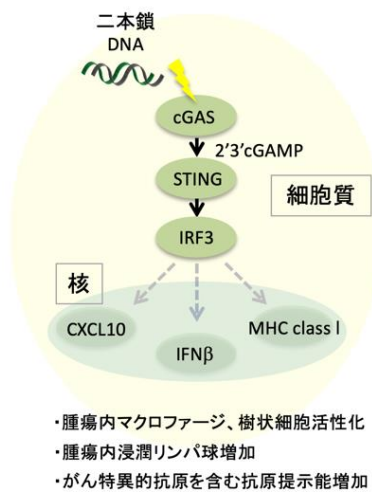 二本鎖
DNA
cGAS
2'3'cGAMP
STING
細胞質
IRF3
核
CXCL10
IFNβ
MHC class I
・腫瘍内マクロファージ、樹状細胞活性化
・腫瘍内浸潤リンパ球増加
・がん特異的抗原を含む抗原提示能増加